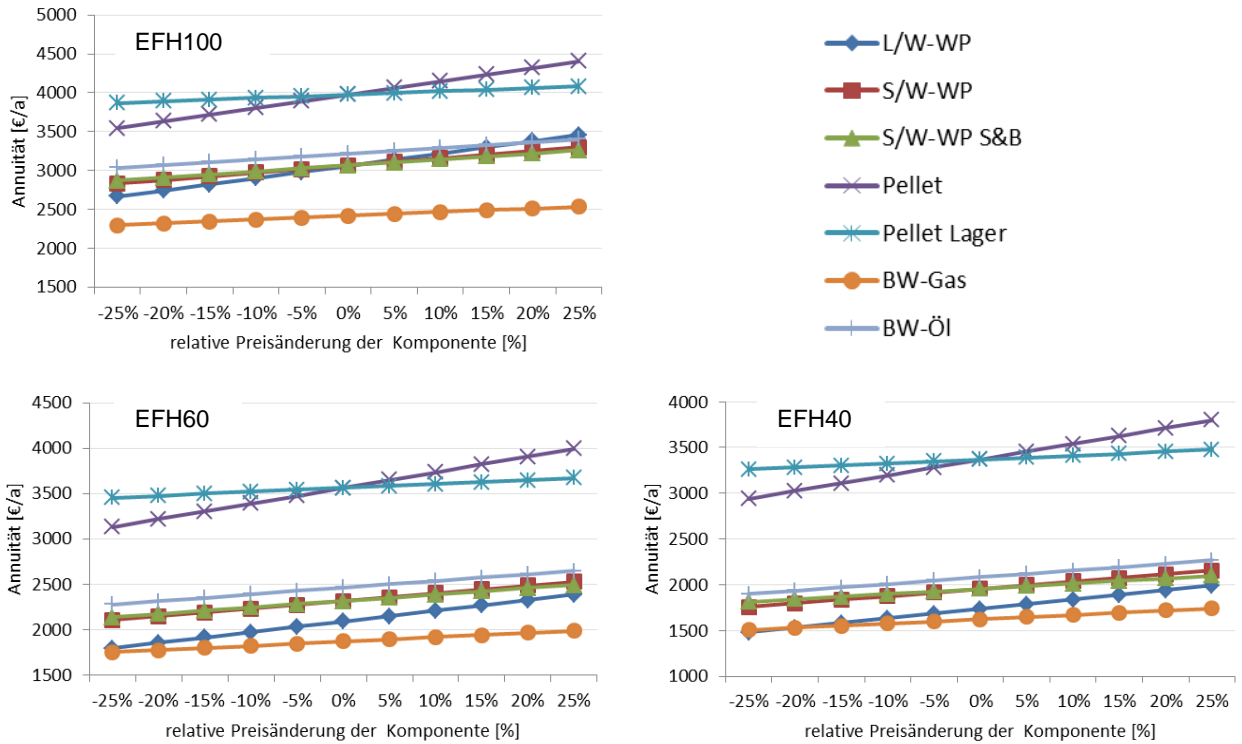 EFH100
Annuität [€/a]
5000
4500
4000
3500
3000
2500
2000
1500
-25% -20% -15% -10% -5% 0% 5% 10% 15% 20% 25%
relative Preisänderung der Komponente [%]
L/W-WP
S/W-WP
S/W-WP S&B
Pellet
Pellet Lager
BW-Gas
BW-Öl
EFH60
Annuität [€/a]
4500
4000
3500
3000
2500
2000
1500
-25% -20% -15% -10% -5% 0% 5% 10% 15% 20% 25%
relative Preisänderung der Komponente [%]
EFH40
Annuität [€/a]
4000
3500
3000
2500
2000
1500
1000
-25% -20% -15% -10% -5% 0% 5% 10% 15% 20% 25%
relative Preisänderung der Komponente [%]